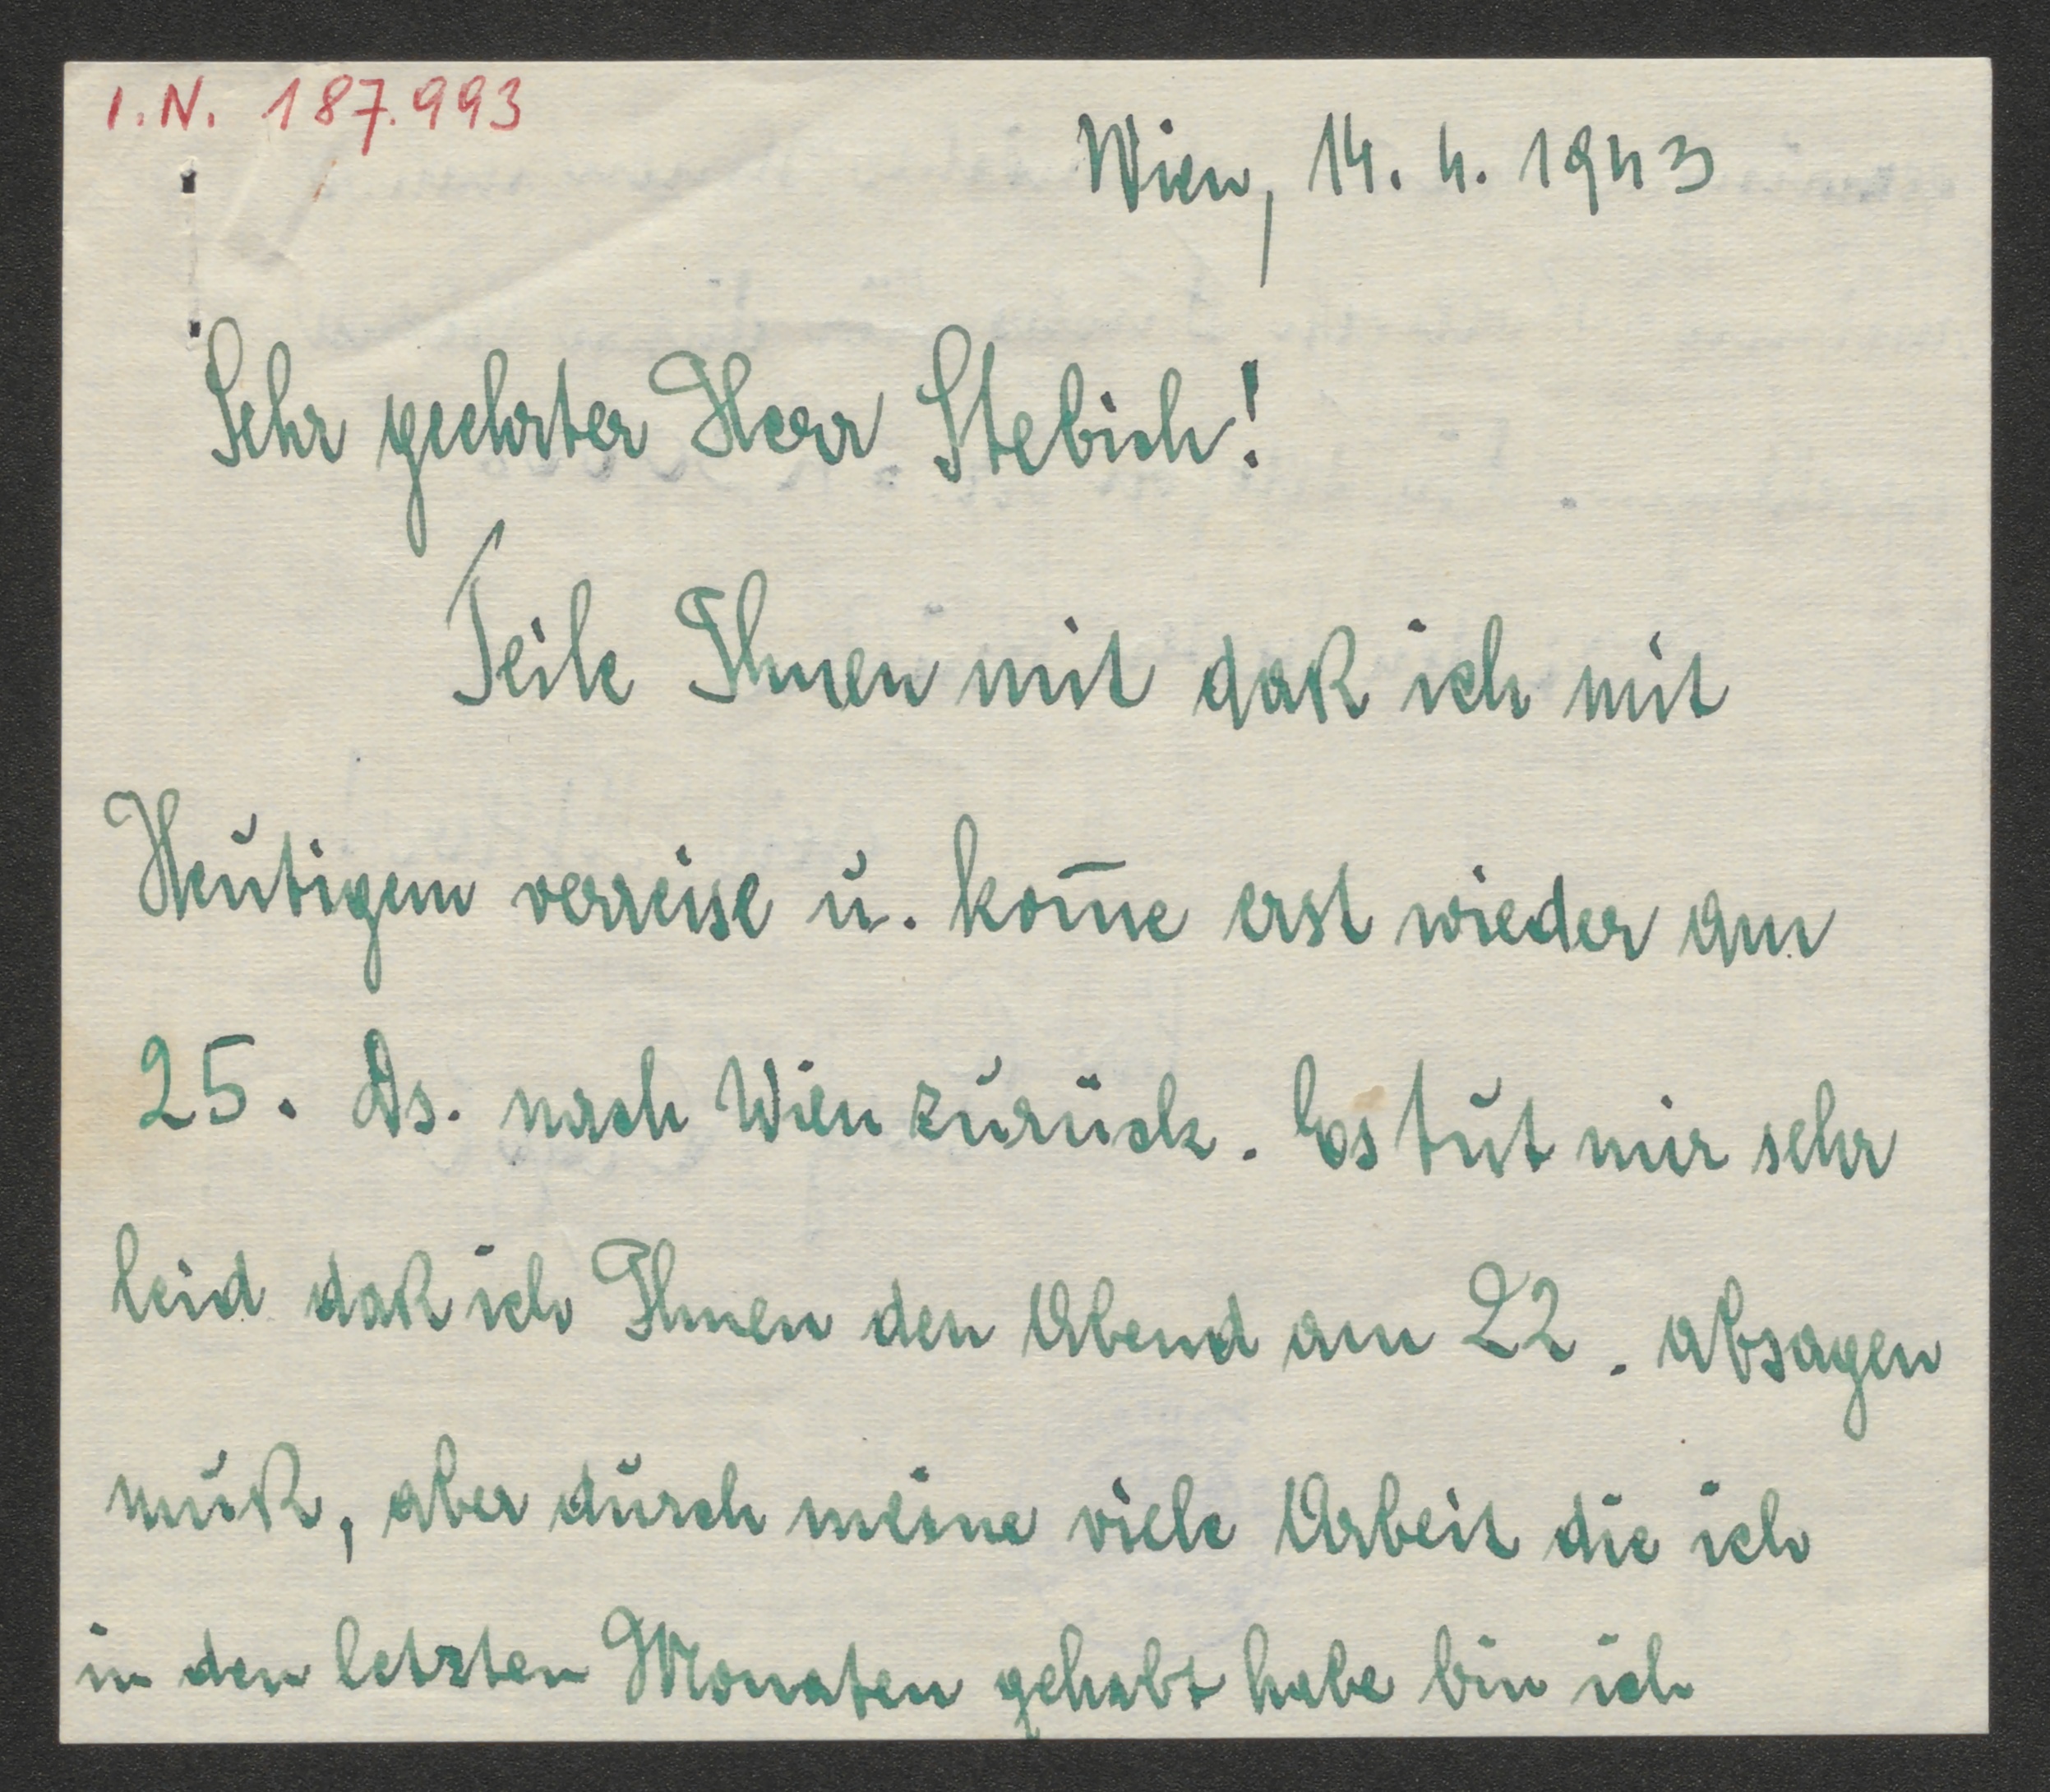 I.N. 187.993
Wien, 14. 4. 1943
Sehr geehrter Herr Stebich!
Teile Ihnen mit daß ich mit
Heutigem verreise u. kom̄e erst wieder am
25. Ds. nach Wien zurück. Es tut mir sehr
leid daß ich Ihnen den Abend am 22. absagen
muß, aber durch meine viele Arbeit die ich
in den letzten Monaten gehabt habe bin ich